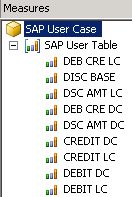 Measures
SAP User Case
SAP User Table
DEB CRE LC
DISC BASE
DSC AMT LC
DEB CRE DC
DSC AMT DC
CREDIT DC
CREDIT LC
DEBIT DC
DEBIT LC